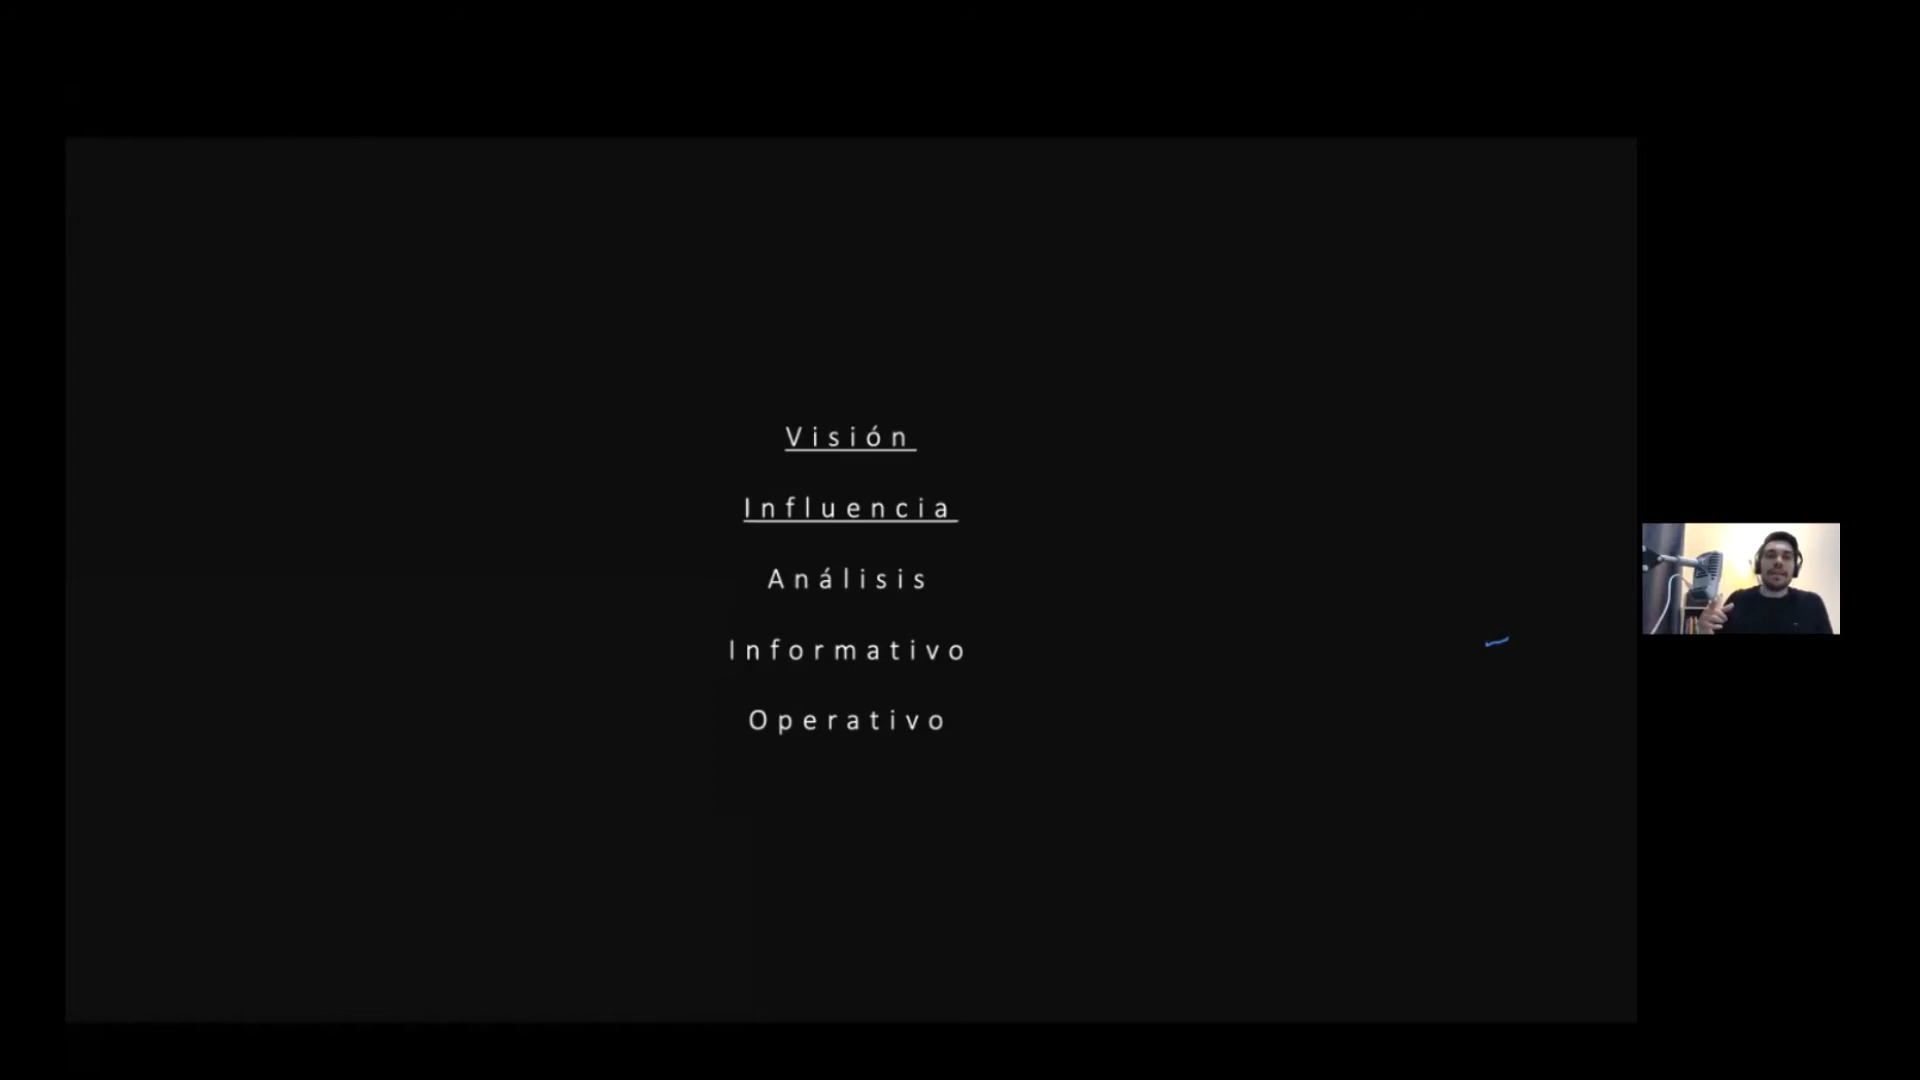 Visión
Influencia
Análisis
Informativo
Operativo